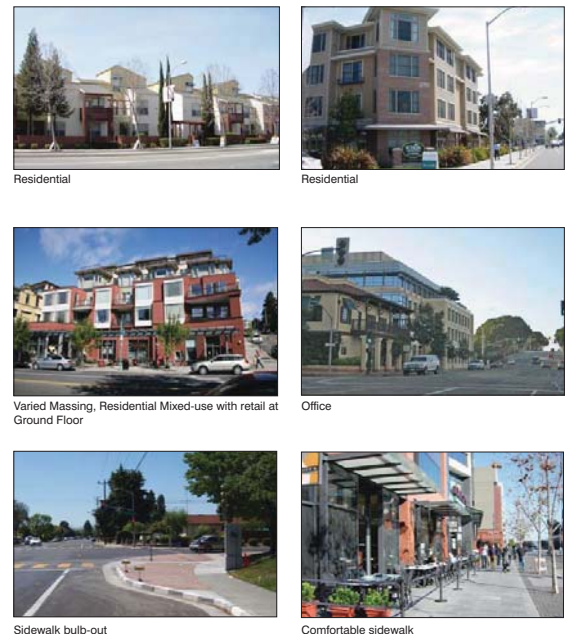 Residential
Residential
Varied Massing, Residential Mixed-use with retail at
Ground Floor
Office
Sidewalk bulb-out
Comfortable sidewalk